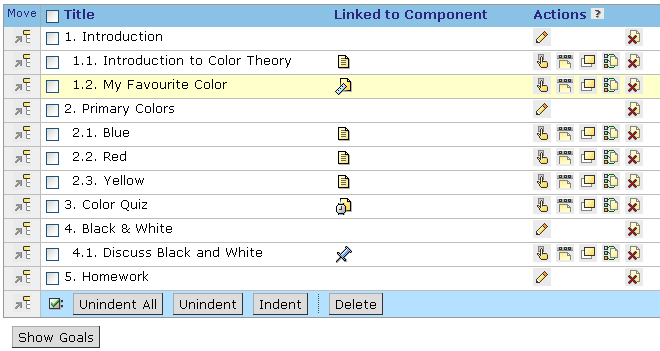 Move Title Linked to Component Actions ?
1. Introduction
1.1. Introduction to Color Theory
1.2. My Favourite Color
2. Primary Colors
2.1. Blue
2.2. Red
2.3. Yellow
3. Color Quiz
4. Black & White
4.1. Discuss Black and White
5. Homework
Unindent All Unindent Indent Delete
Show Goals